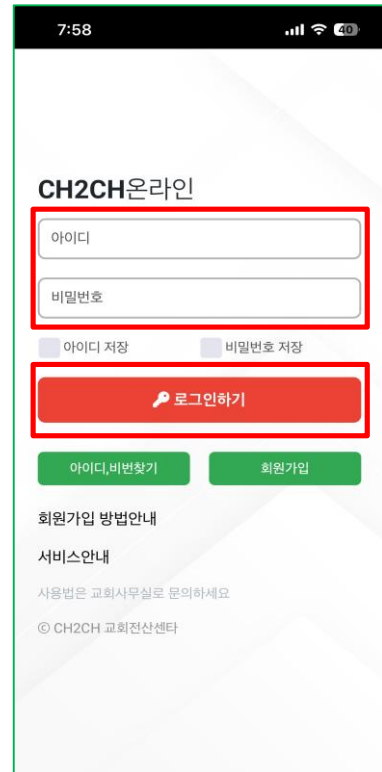 7:58
40
CH2CH온라인
아이디
비밀번호
아이디 저장 비밀번호 저장
로그인하기
아이디,비번찾기 회원가입
회원가입 방법안내
서비스안내
사용법은 교회사무실로 문의하세요
© CH2CH 교회전산센타